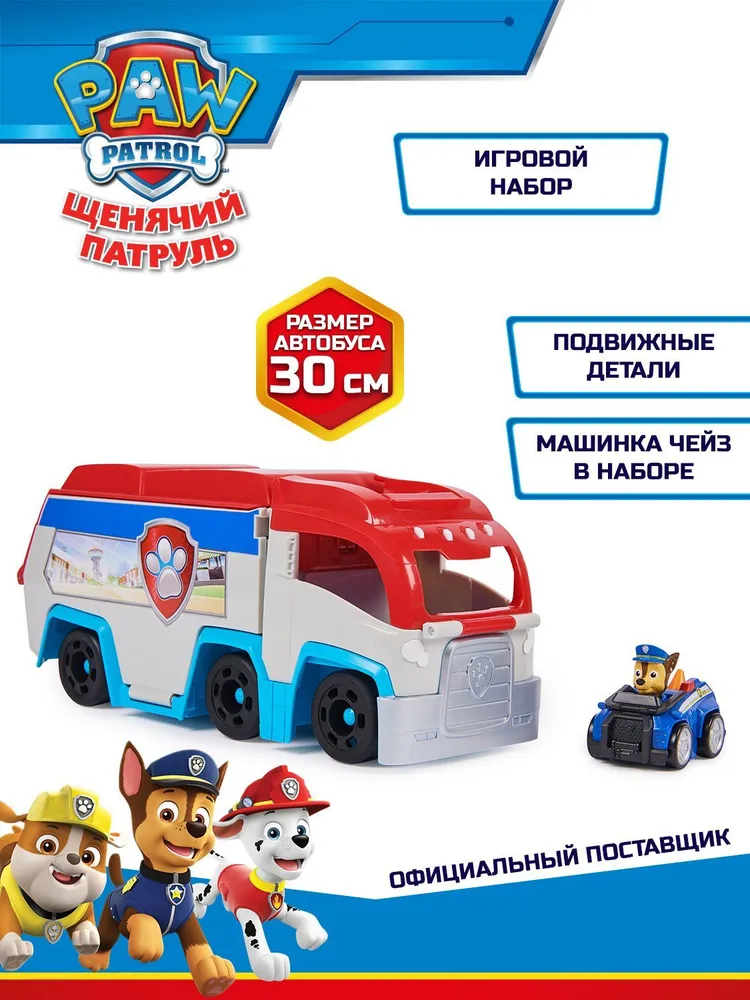 PAW
PATROL
ЩЕНЯЧИЙ
ПАТРУЛЬ
ИГРОВОЙ
НАБОР
РАЗМЕР
АВТОБУСА
30 СМ
ПОДВИЖНЫЕ
ДЕТАЛИ
МАШИНКА ЧЕЙЗ
В НАБОРЕ
ОФИЦИАЛЬНЫЙ ПОСТАВЩИК